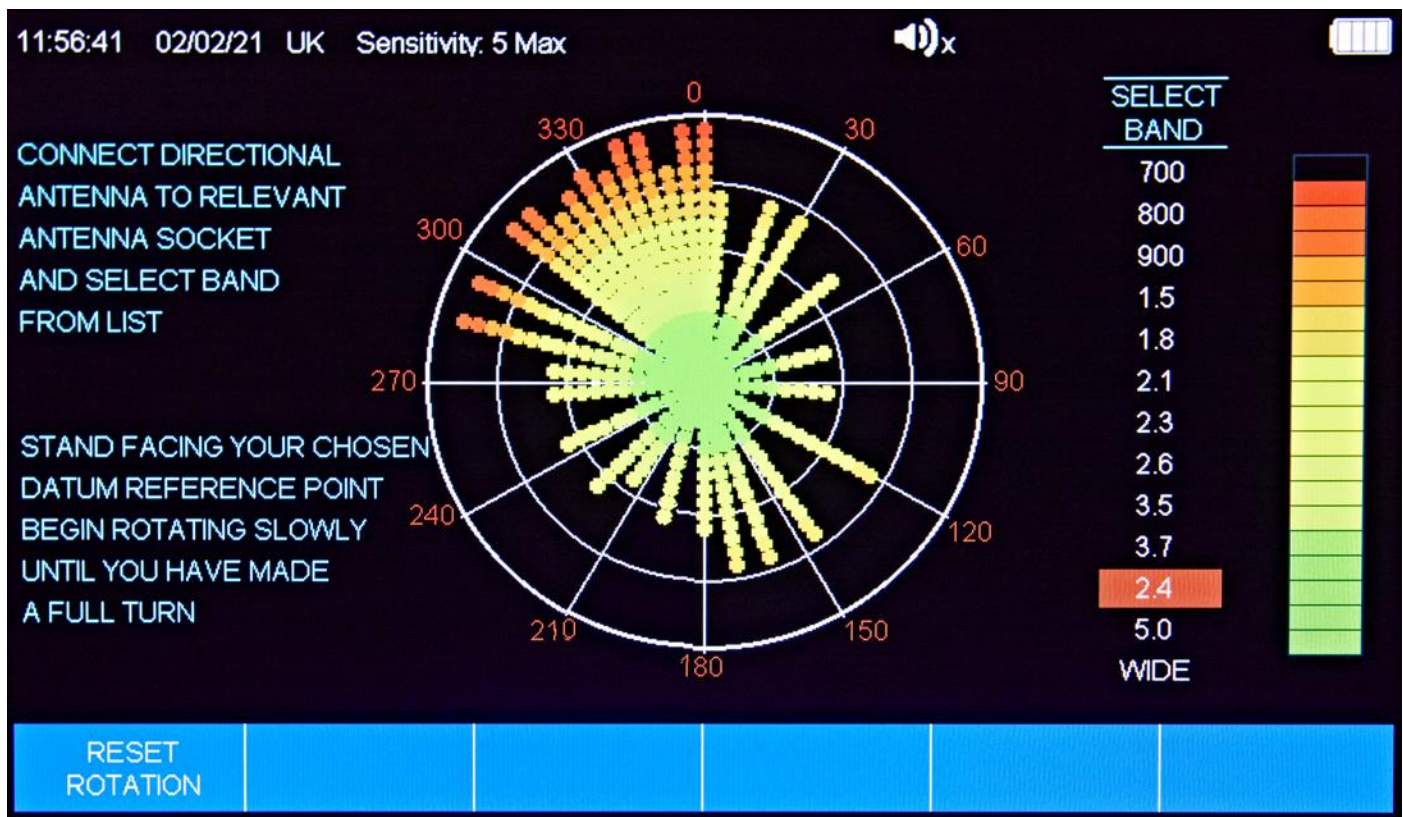 11:56:41 02/02/21 UK Sensitivity: 5 Max x
CONNECT DIRECTIONAL
ANTENNA TO RELEVANT
ANTENNA SOCKET
AND SELECT BAND
FROM LIST
STAND FACING YOUR CHOSEN
DATUM REFERENCE POINT
BEGIN ROTATING SLOWLY
UNTIL YOU HAVE MADE
A FULL TURN
0
30
60
90
120
150
180
210
240
270
300
330
SELECT
BAND
700
800
900
1.5
1.8
2.1
2.3
2.6
3.5
3.7
2.4
5.0
WIDE
RESET
ROTATION